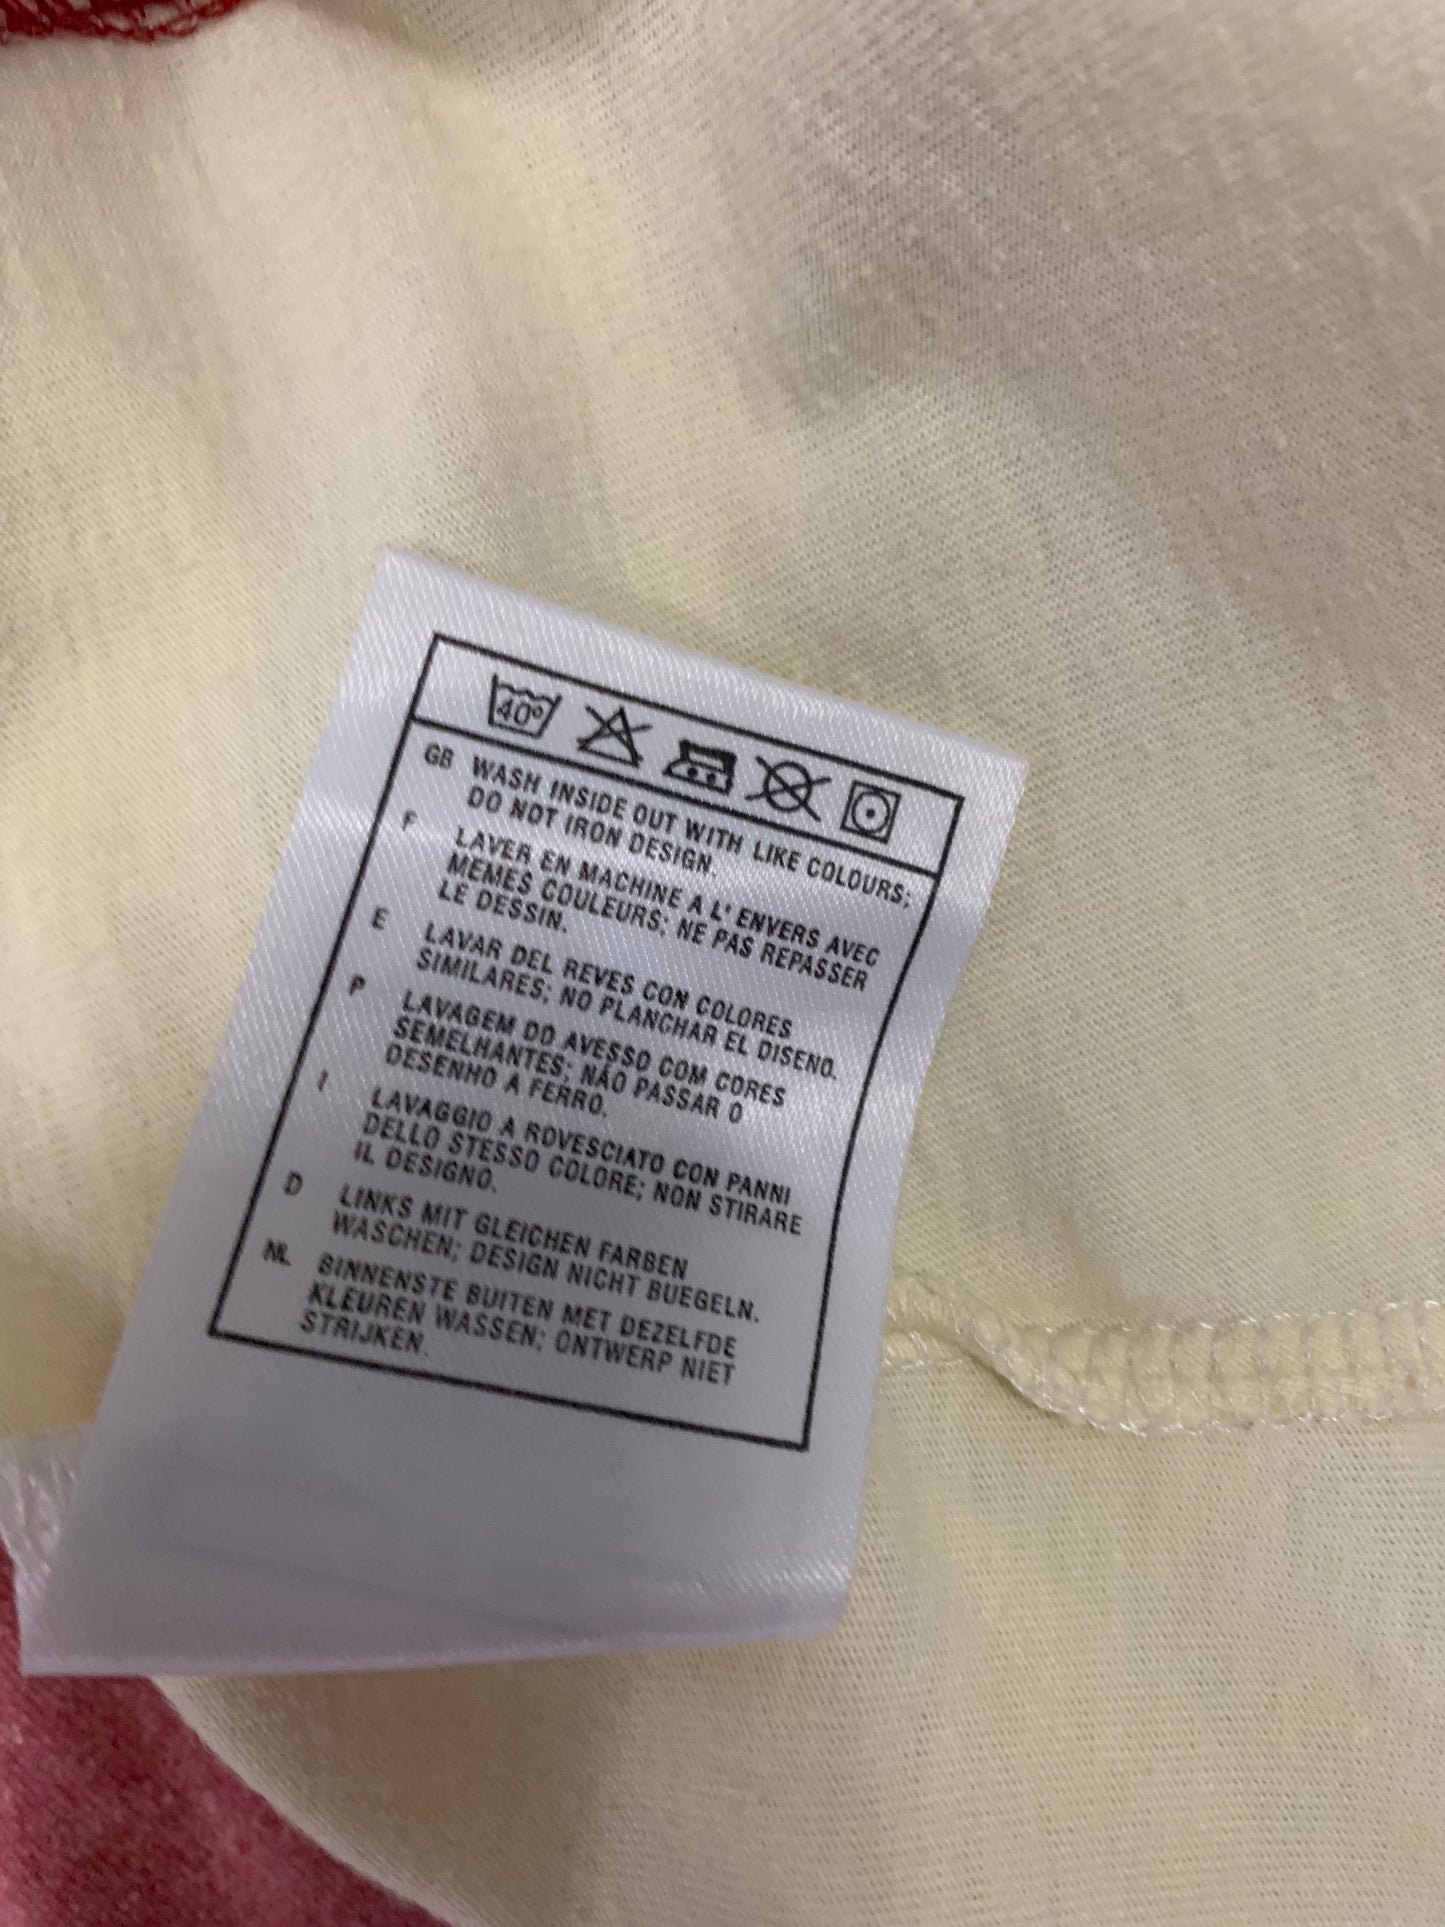 40°
GB WASH INSIDE OUT WITH LIKE COLOURS;
DO NOT IRON DESIGN.
F LAVER EN MACHINE A L' ENVERS AVEC
MEMES COULEURS; NE PAS REPASSER
LE DESSIN.
E LAVAR DEL REVES CON COLORES
SIMILARES; NO PLANCHAR EL DISENO.
P LAVAGEM DO AVESSO COM CORES
SEMELHANTES; NÃO PASSAR O
DESENHO A FERRO.
I LAVAGGIO A ROVESCIATO CON PANNI
DELLO STESSO COLORE; NON STIRARE
IL DESIGNO.
D LINKS MIT GLEICHEN FARBEN
WASCHEN; DESIGN NICHT BUEGELN.
NL BINNENSTE BUITEN MET DEZELFDE
KLEUREN WASSEN; ONTWERP NIET
STRIJKEN.